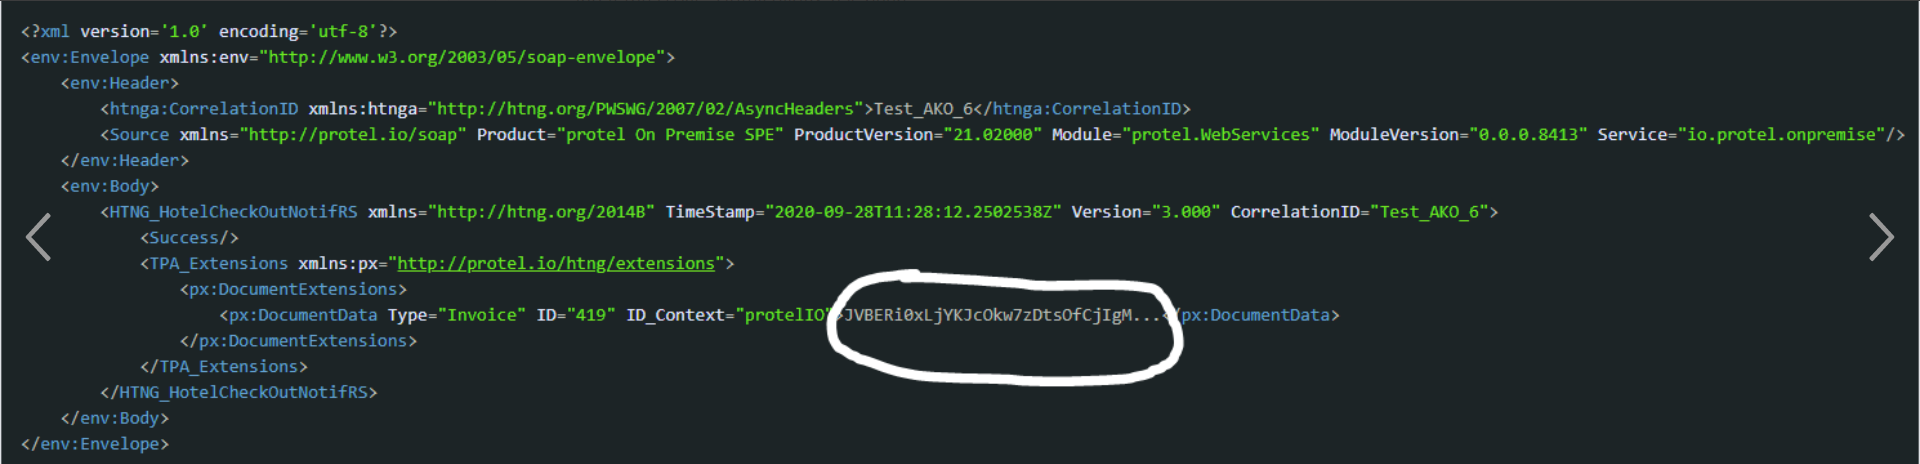 <?xml version='1.0' encoding='utf-8'?>
<env:Envelope xmlns:env="http://www.w3.org/2003/05/soap-envelope">
<env:Header>
<htnga:CorrelationID xmlns:htnga="http://htng.org/PWSWG/2007/02/AsyncHeaders">Test_AKO_6</htnga:CorrelationID>
<Source xmlns="http://protel.io/soap" Product="protel On Premise SPE" ProductVersion="21.02000" Module="protel.WebServices" ModuleVersion="0.0.0.8413" Service="io.protel.onpremise"/>
</env:Header>
<env:Body>
<HTNG_HotelCheckOutNotifRS xmlns="http://htng.org/2014B" TimeStamp="2020-09-28T11:28:12.2502538Z" Version="3.000" CorrelationID="Test_AKO_6">
<Success/>
<TPA_Extensions xmlns:px="http://protel.io/htng/extensions">
<px:DocumentExtensions>
<px:DocumentData Type="Invoice" ID="419" ID_Context="protelIO">JVBERi0xLjYKJcOkw7zDtsOfCjIgM...</px:DocumentData>
</px:DocumentExtensions>
</TPA_Extensions>
</HTNG_HotelCheckOutNotifRS>
</env:Body>
</env:Envelope>